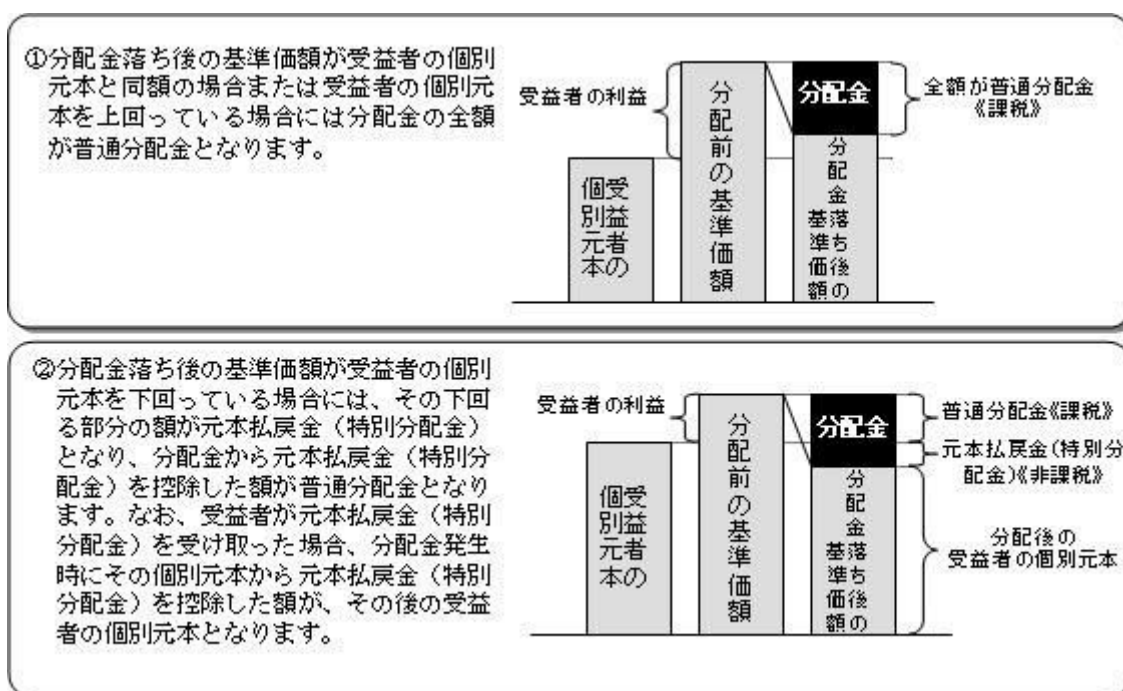 ①分配金落ち後の基準価額が受益者の個別
元本と同額の場合または受益者の個別元
本を上回っている場合には分配金の全額
が普通分配金となります。
受益者の利益
受益者の
個別元本
分配前の基準価額
分配金
分配金落ち後の
基準価額
全額が普通分配金
《課税》
②分配金落ち後の基準価額が受益者の個別
元本を下回っている場合には、その下回
る部分の額が元本払戻金（特別分配金）
となり、分配金から元本払戻金（特別分
配金）を控除した額が普通分配金となり
ます。なお、受益者が元本払戻金（特別
分配金）を受け取った場合、分配金発生
時にその個別元本から元本払戻金（特別
分配金）を控除した額が、その後の受益
者の個別元本となります。
受益者の利益
受益者の
個別元本
分配前の基準価額
分配金
分配金落ち後の
基準価額
普通分配金《課税》
元本払戻金(特別分
配金)《非課税》
分配後の
受益者の個別元本